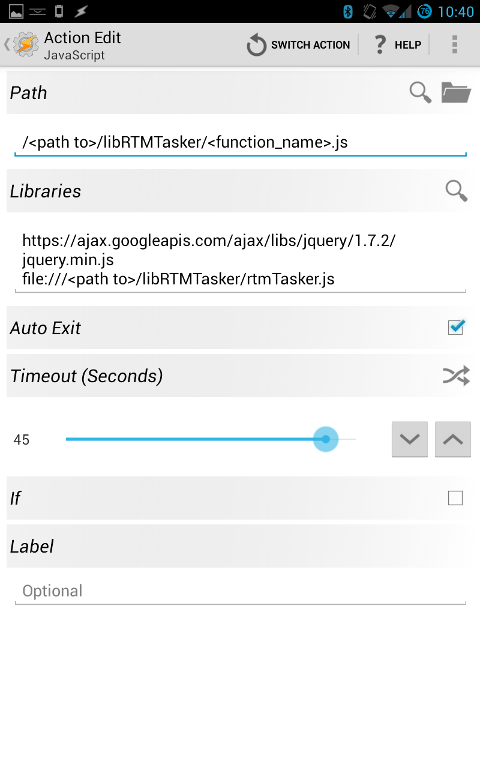 75
10:40
Action Edit
JavaScript
SWITCH ACTION
? HELP
Path
/<path to>/libRTMTasker/<function_name>.js
Libraries
https://ajax.googleapis.com/ajax/libs/jquery/1.7.2/
jquery.min.js
file:///<path to>/libRTMTasker/rtmTasker.js
Auto Exit
Timeout (Seconds)
45
If
Label
Optional